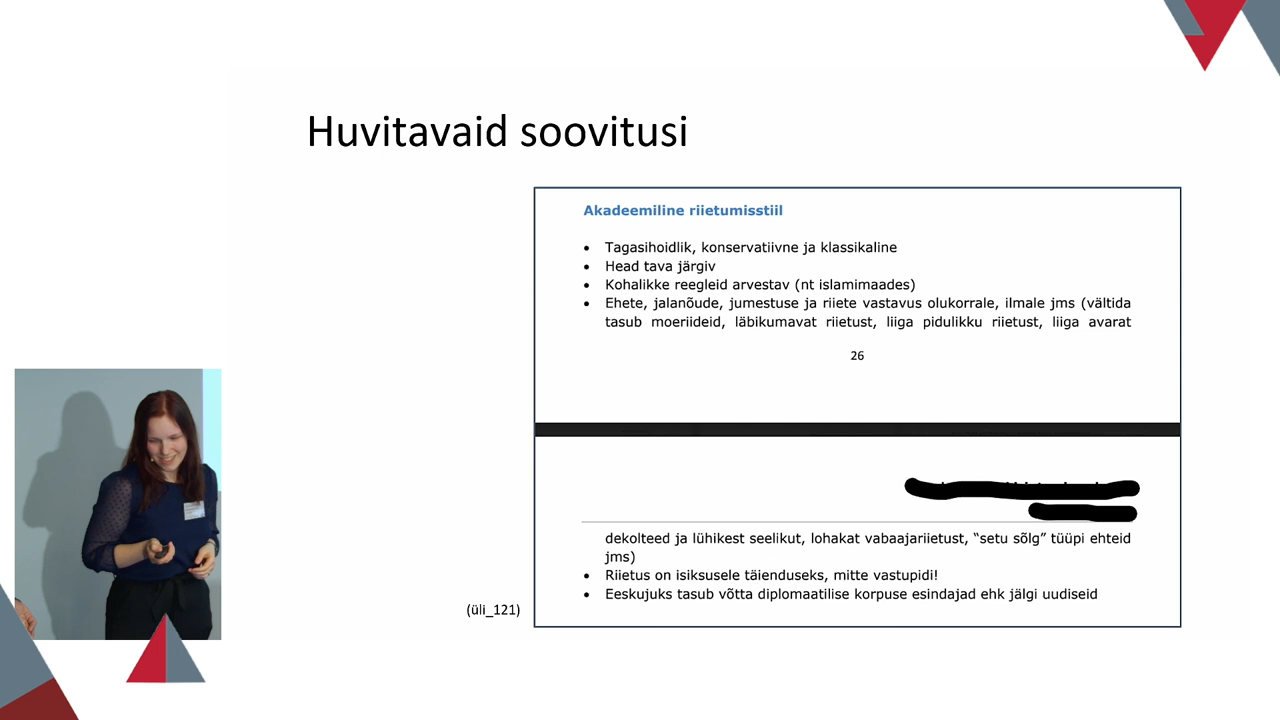 Huvitavaid soovitusi
Akadeemiline riietumisstiil
• Tagasihoidlik, konservatiivne ja klassikaline
• Head tava järgiv
• Kohalikke reegleid arvestav (nt islamimaades)
• Ehete, jalanõude, jumestuse ja riiete vastavus olukorrale, ilmale jms (vältida
tasub moeriideid, läbikumavat riietust, liiga pidulikku riietust, liiga avarat
26
dekolteed ja lühikest seelikut, lohakat vabaajariietust, “setu sõlg” tüüpi ehteid
jms)
• Riietus on isiksusele täienduseks, mitte vastupidi!
• Eeskujuks tasub võtta diplomaatilise korpuse esindajad ehk jälgi uudiseid
(üli_121)